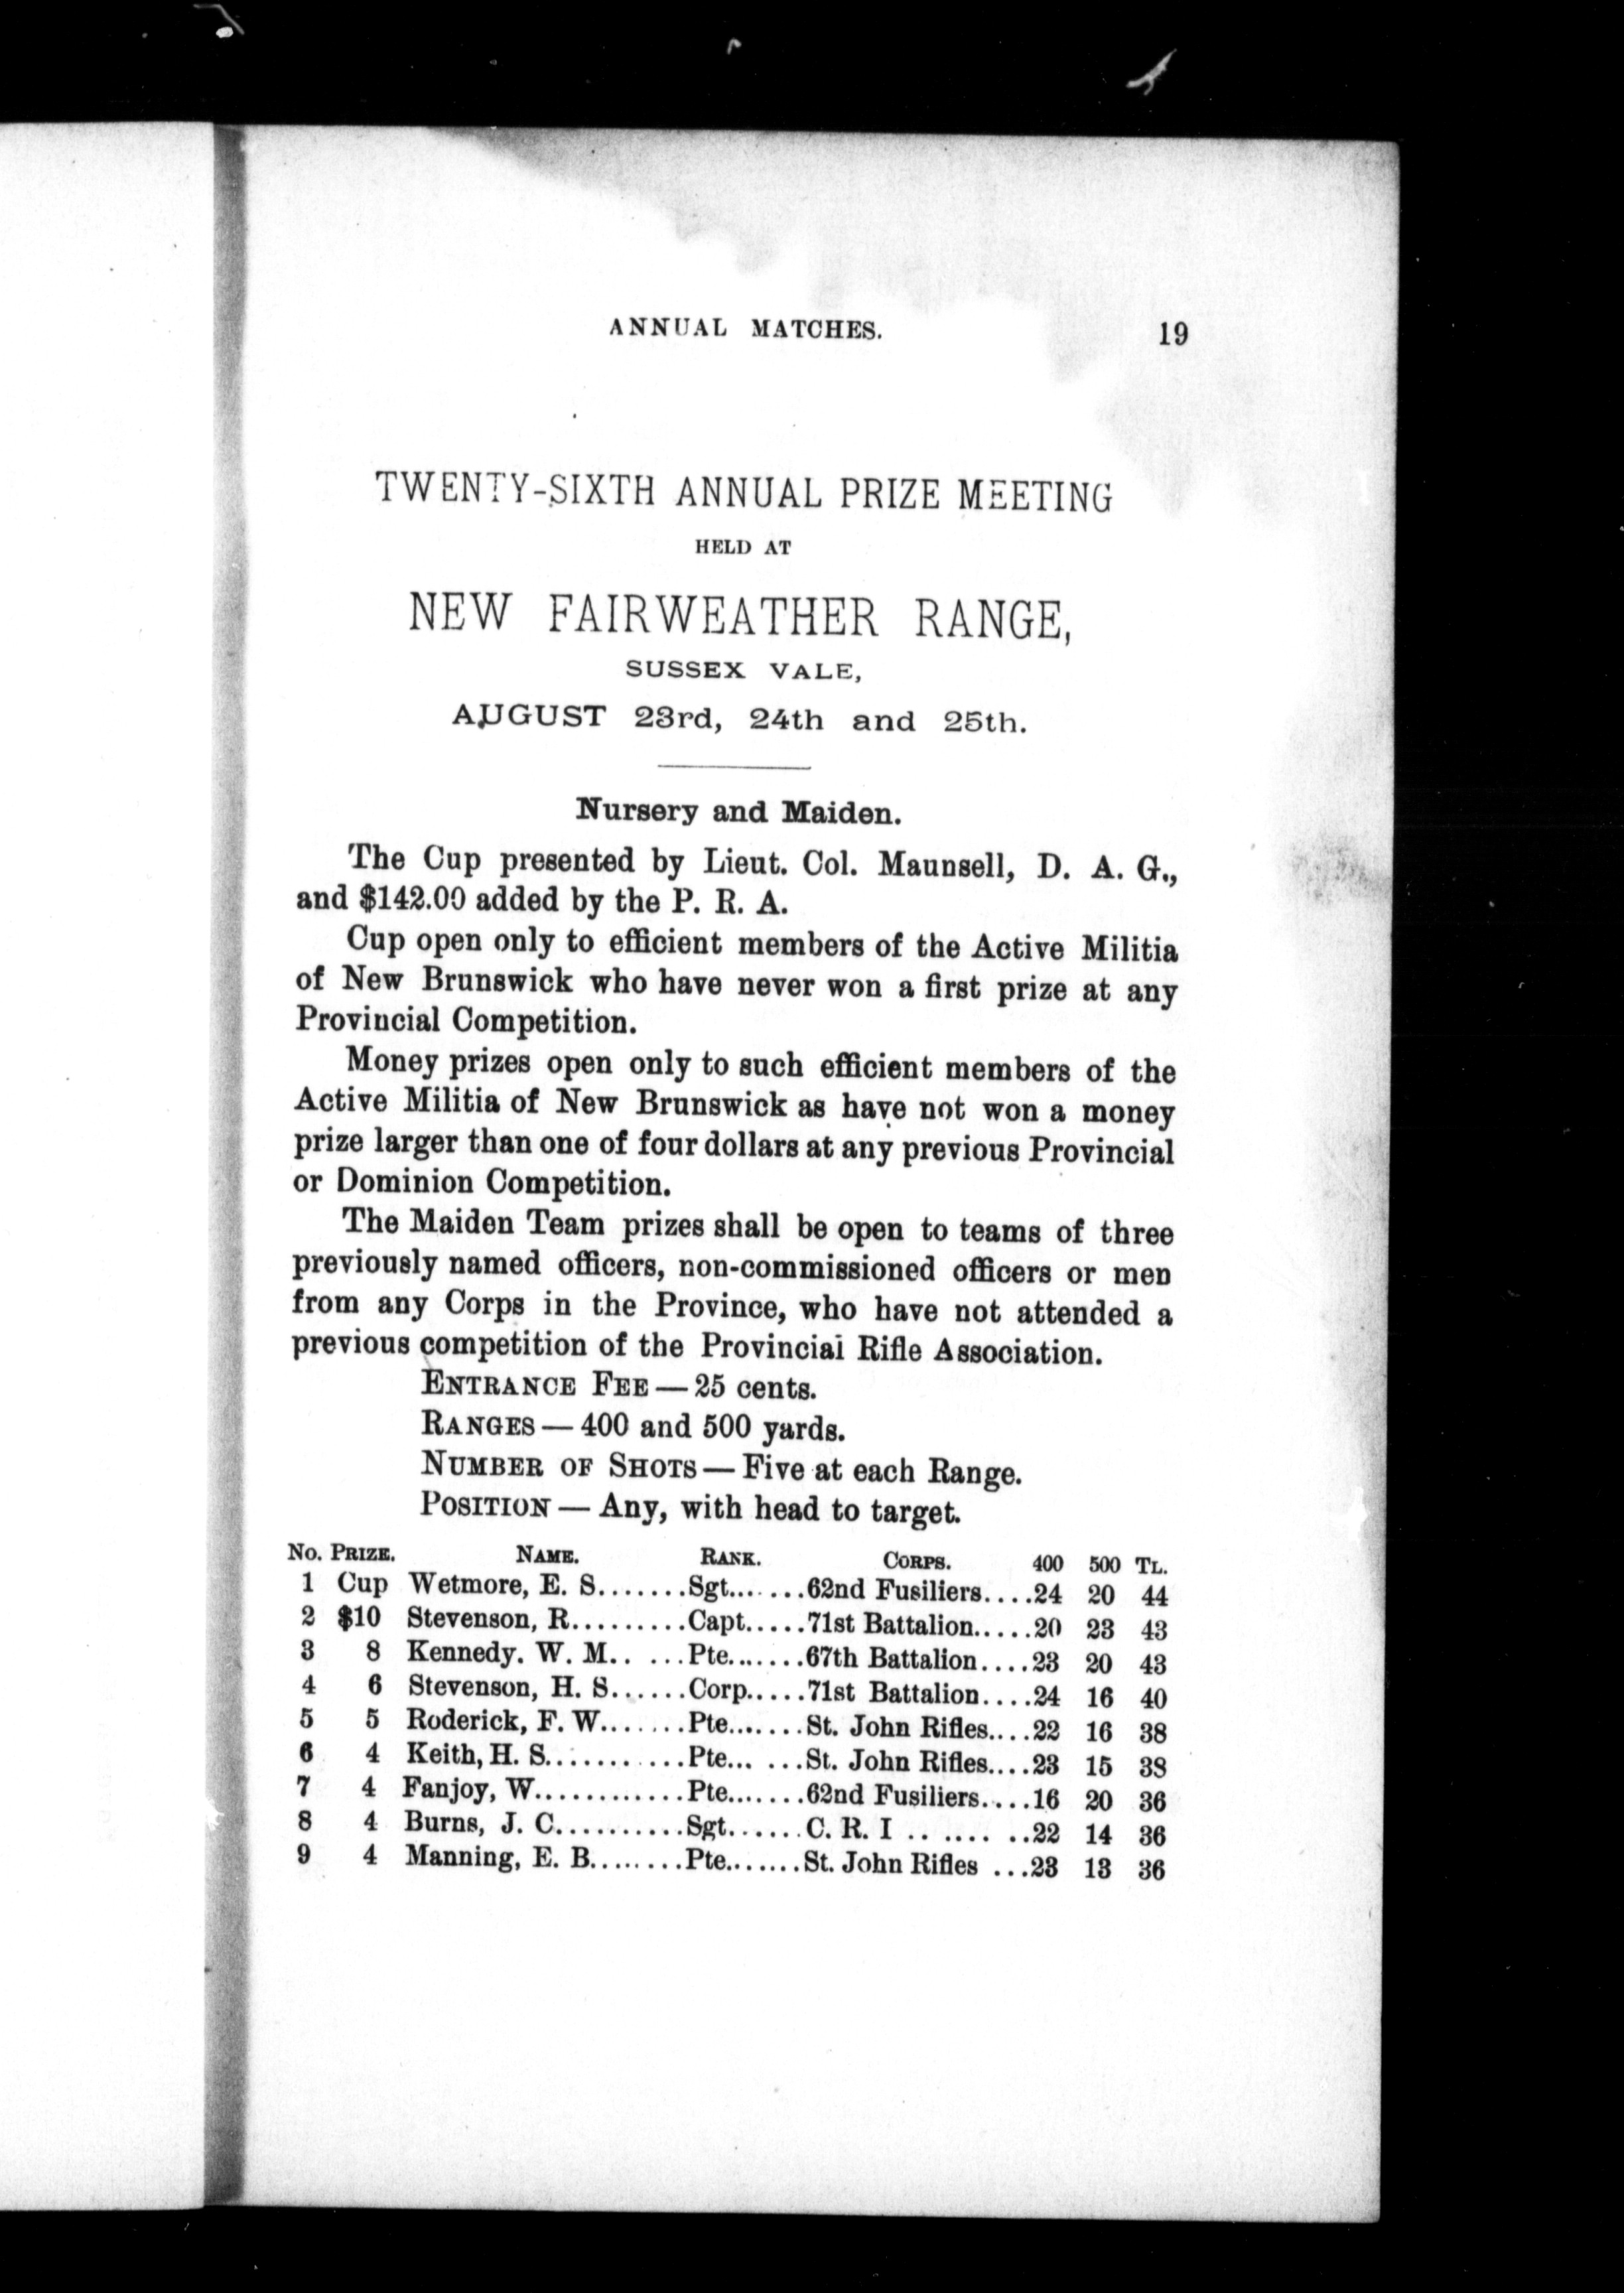 ANNUAL MATCHES. 19
TWENTY-SIXTH ANNUAL PRIZE MEETING
HELD AT
NEW FAIRWEATHER RANGE,
SUSSEX VALE,
AUGUST 23rd, 24th and 25th.
Nursery and Maiden.
The Cup presented by Lieut. Col. Maunsell, D. A. G.,
and $142.00 added by the P. R. A.
Cup open only to efficient members of the Active Militia
of New Brunswick who have never won a first prize at any
Provincial Competition.
Money prizes open only to such efficient members of the
Active Militia of New Brunswick as have not won a money
prize larger than one of four dollars at any previous Provincial
or Dominion Competition.
The Maiden Team prizes shall be open to teams of three
previously named officers, non-commissioned officers or men
from any Corps in the Province, who have not attended a
previous competition of the Provincial Rifle Association.
ENTRANCE FEE — 25 cents.
RANGES — 400 and 500 yards.
NUMBER OF SHOTS — Five at each Range.
POSITION — Any, with head to target.
No. PRIZE. NAME. RANK. CORPS. 400 500 TL.
1 Cup Wetmore, E. S.......Sgt.......62nd Fusiliers....24 20 44
2 $10 Stevenson, R.........Capt.....71st Battalion.....20 23 43
3 8 Kennedy. W. M.. ...Pte.......67th Battalion....23 20 43
4 6 Stevenson, H. S......Corp.....71st Battalion....24 16 40
5 5 Roderick, F. W.......Pte.......St. John Rifles....22 16 38
6 4 Keith, H. S...........Pte... ...St. John Rifles....23 15 38
7 4 Fanjoy, W............Pte.......62nd Fusiliers....16 20 36
8 4 Burns, J. C..........Sgt......C. R. I .. .... ..22 14 36
9 4 Manning, E. B........Pte.......St. John Rifles ...23 13 36